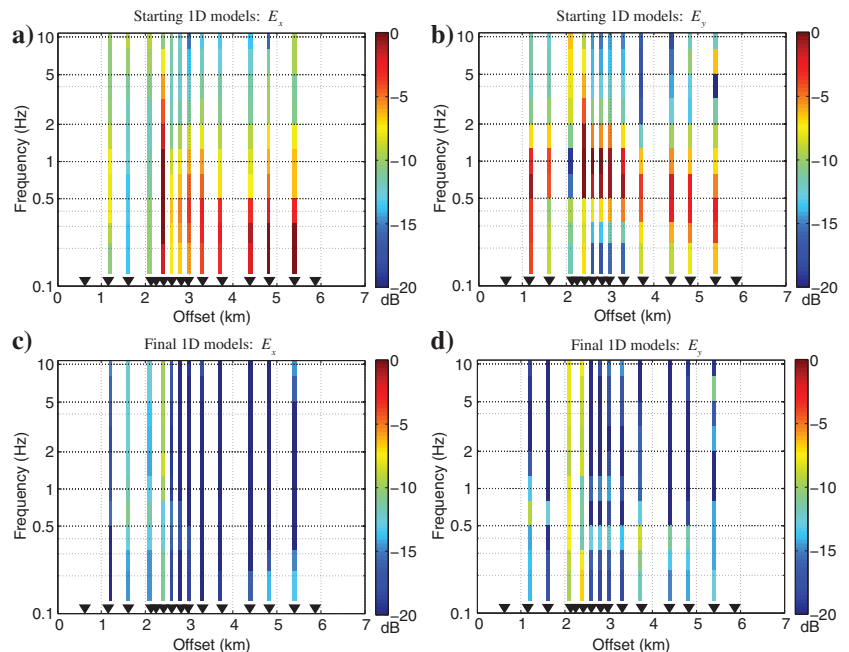 a)
Starting 1D models: Ex
10
5
2
1
0.5
0.1
Frequency (Hz)
0 1 2 3 4 5 6 7
Offset (km)
0
−5
−10
−15
−20
dB
b)
Starting 1D models: Ey
10
5
2
1
0.5
0.1
Frequency (Hz)
0 1 2 3 4 5 6 7
Offset (km)
0
−5
−10
−15
−20
dB
c)
Final 1D models: Ex
10
5
2
1
0.5
0.1
Frequency (Hz)
0 1 2 3 4 5 6 7
Offset (km)
0
−5
−10
−15
−20
dB
d)
Final 1D models: Ey
10
5
2
1
0.5
0.1
Frequency (Hz)
0 1 2 3 4 5 6 7
Offset (km)
0
−5
−10
−15
−20
dB